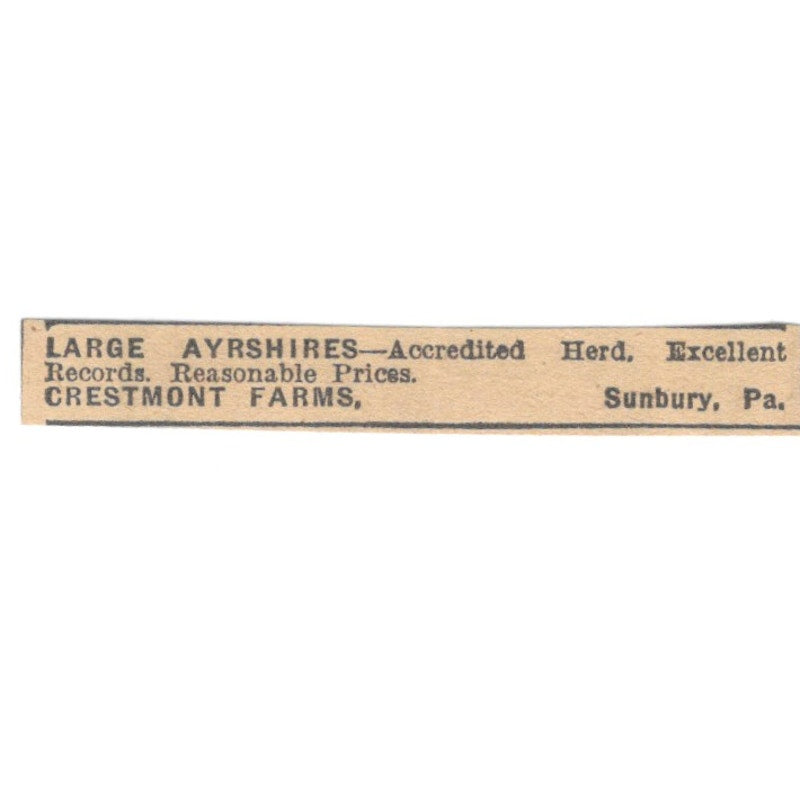 LARGE AYRSHIRES—Accredited Herd. Excellent
Records. Reasonable Prices.
CRESTMONT FARMS, Sunbury, Pa.